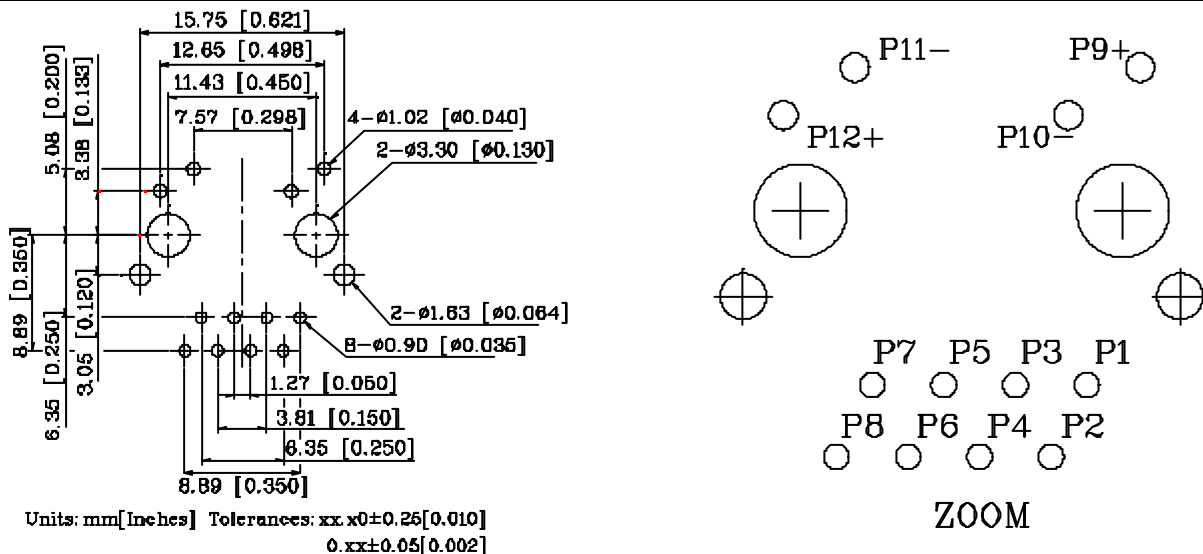 15.75 [0.621]
12.65 [0.498]
11.43 [0.450]
7.57 [0.298]
4-ø1.02 [ø0.040]
2-ø3.30 [ø0.130]
5.08 [0.200]
3.38 [0.133]
8.89 [0.350]
6.35 [0.250]
3.05 [0.120]
2-ø1.63 [ø0.064]
8-ø0.90 [ø0.035]
1.27 [0.050]
3.81 [0.150]
6.35 [0.250]
8.89 [0.350]
Units: mm[Inches] Tolerances: xx.x0±0.25[0.010]
0.xx±0.05[0.002]
P11-
P9+
P12+
P10-
P7 P5 P3 P1
P8 P6 P4 P2
ZOOM